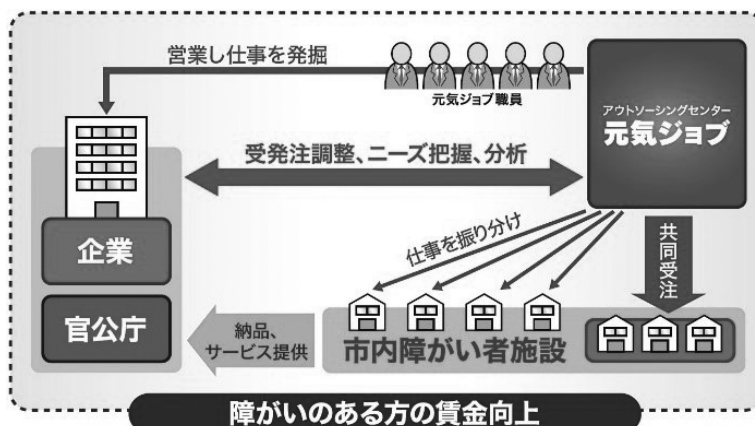 営業し仕事を発掘
元気ジョブ職員
アウトソーシングセンター
元気ジョブ
受発注調整、ニーズ把握、分析
仕事を振り分け
共同受注
企業
官公庁
納品、
サービス提供
市内障がい者施設
障がいのある方の賃金向上